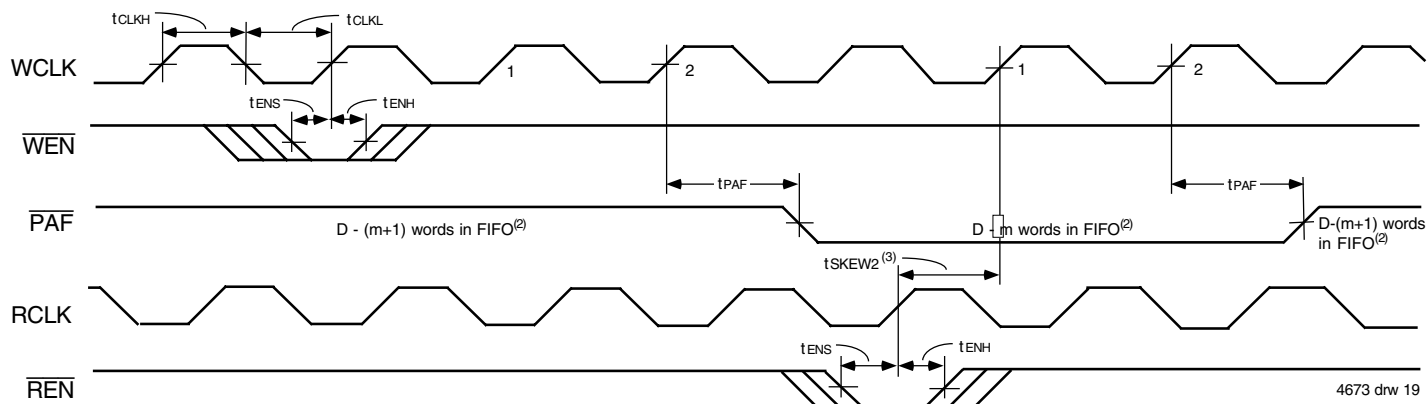 tCLKH tCLKL
WCLK 1 2 1 2
tENS tENH
WEN
tPAF tPAF
PAF
D - (m+1) words in FIFO(2) D - m words in FIFO(2) D-(m+1) words
in FIFO(2)
tSKEW2 (3)
RCLK
tENS tENH
REN
4673 drw 19